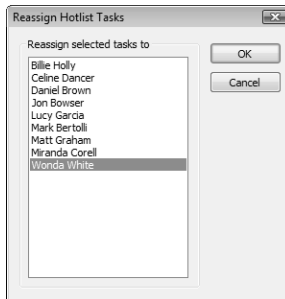 Reassign Hotlist Tasks
Reassign selected tasks to
OK
Cancel
Billie Holly
Celine Dancer
Daniel Brown
Jon Bowser
Lucy Garcia
Mark Bertolli
Matt Graham
Miranda Corell
Wonda White